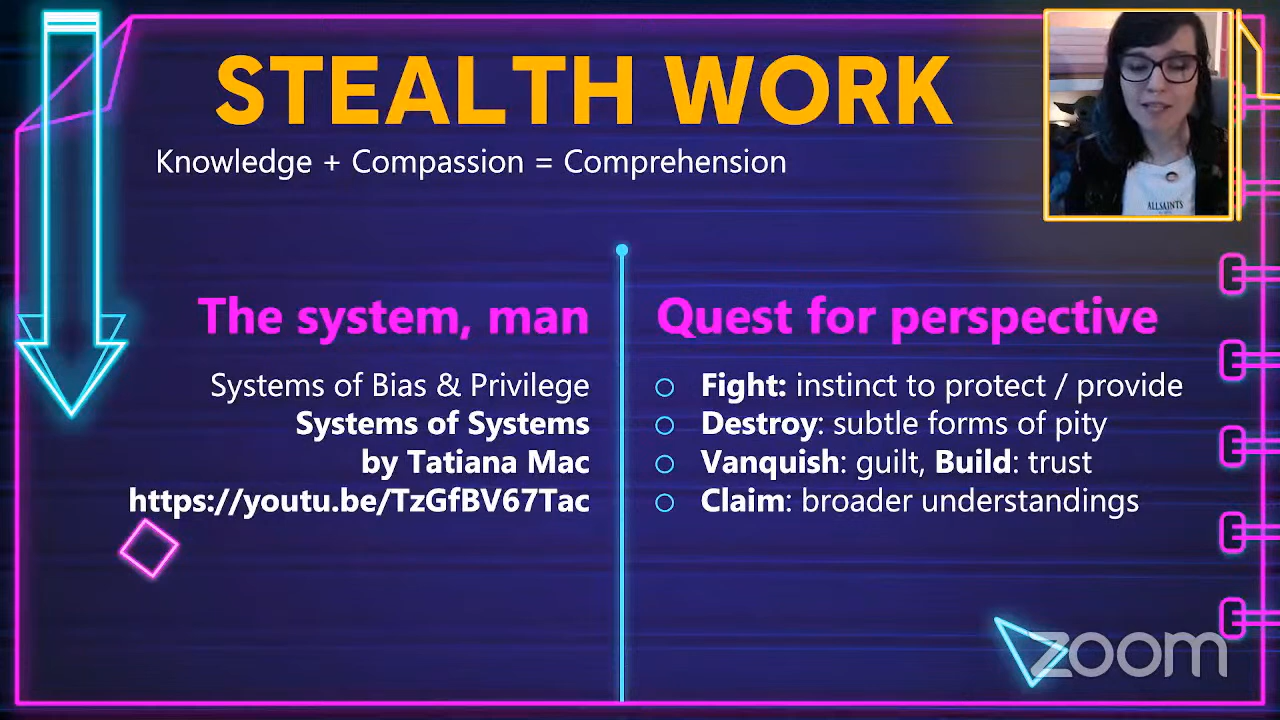 STEALTH WORK
Knowledge + Compassion = Comprehension
ALLSAINTS
The system, man
Systems of Bias & Privilege
Systems of Systems
by Tatiana Mac
https://youtu.be/TzGfBV67Tac
Quest for perspective
Fight: instinct to protect / provide
Destroy: subtle forms of pity
Vanquish: guilt, Build: trust
Claim: broader understandings
zoom